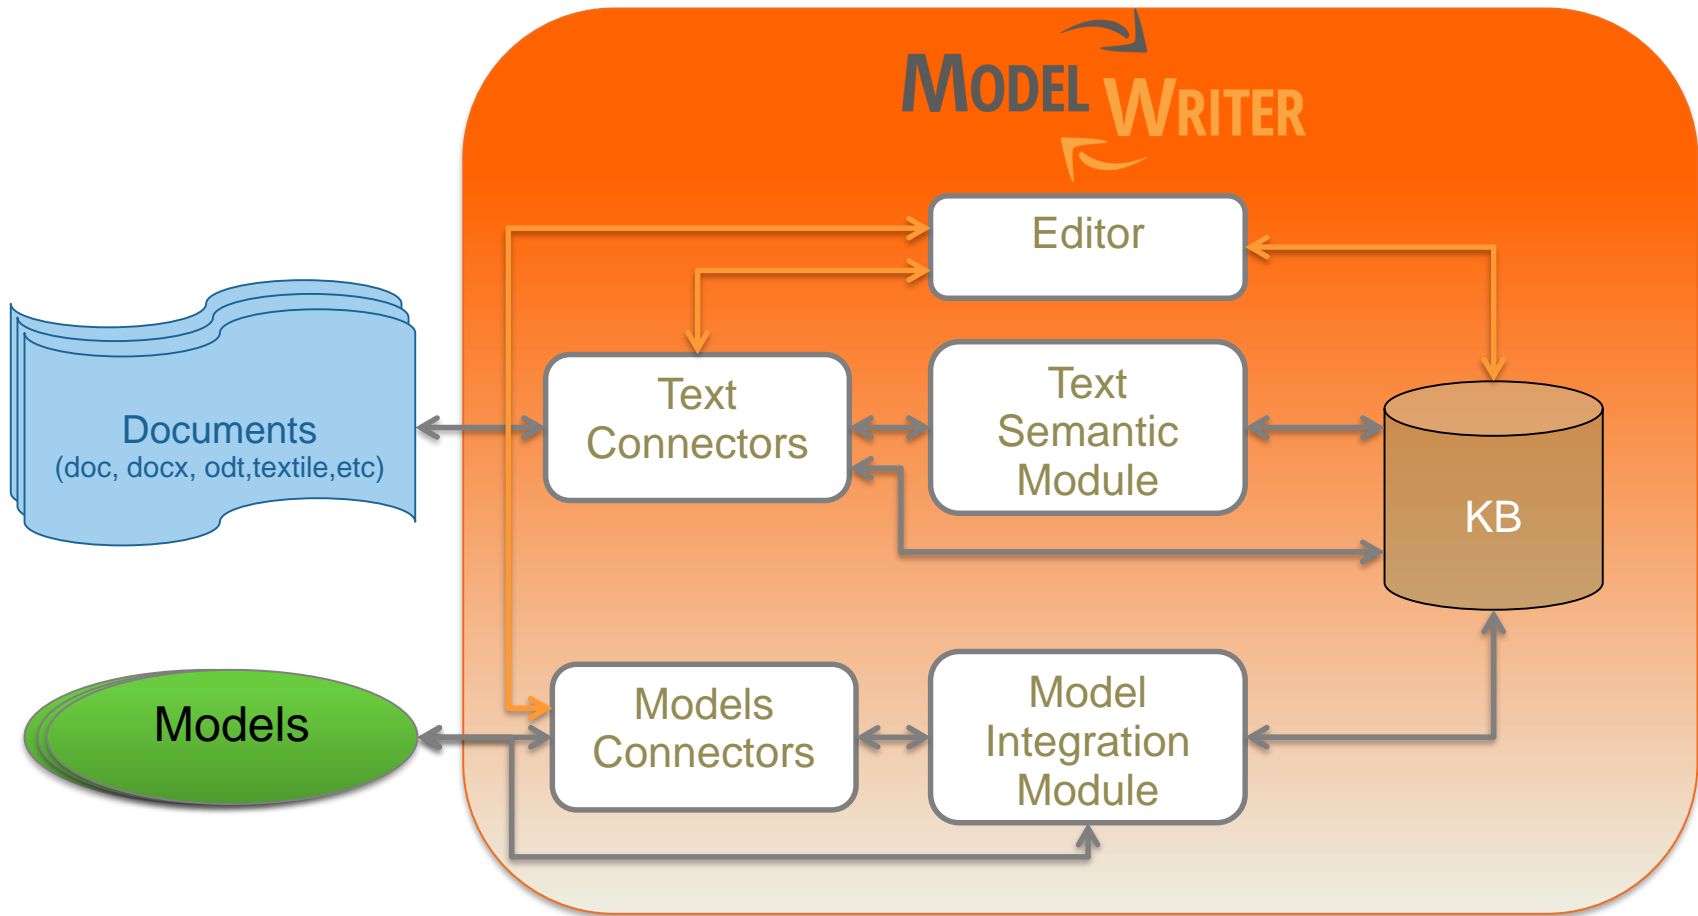 MODEL
WRITER
Editor
Documents
(doc, docx, odt,textile,etc)
Text
Connectors
Text
Semantic
Module
KB
Models
Models
Connectors
Model
Integration
Module